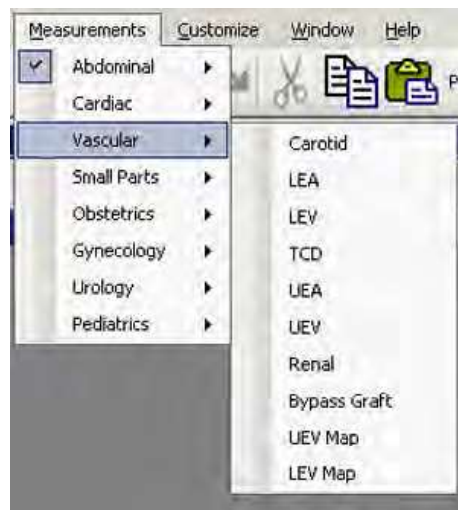 Measurements Customize Window Help
Abdominal
Cardiac
Vascular
Small Parts
Obstetrics
Gynecology
Urology
Pediatrics
Carotid
LEA
LEV
TCD
UEA
UEV
Renal
Bypass Graft
UEV Map
LEV Map